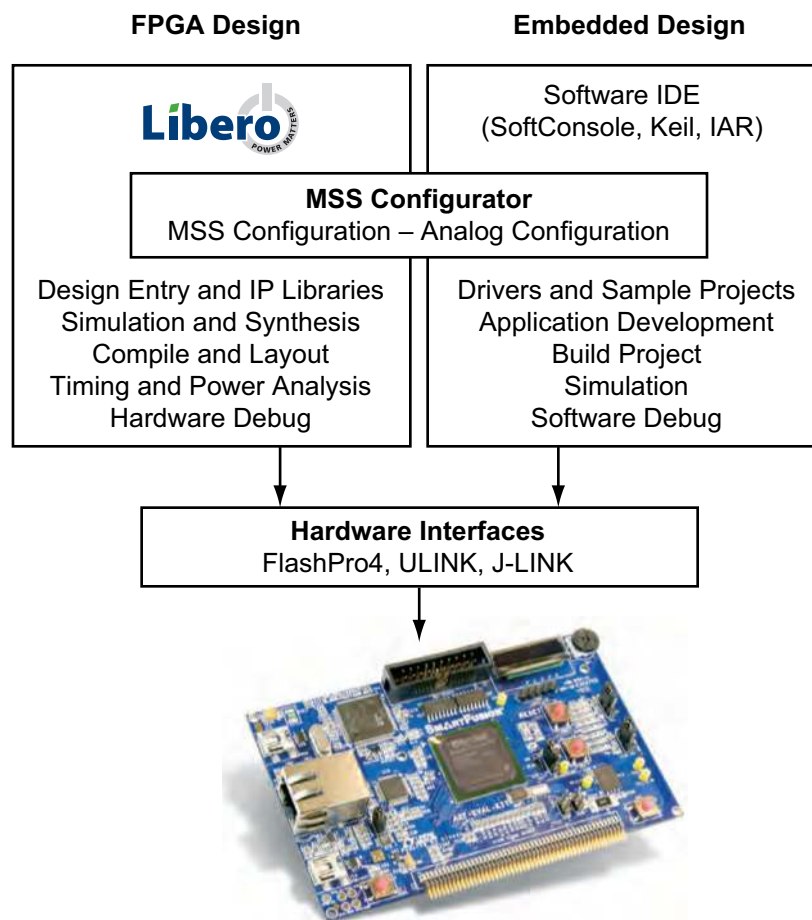 FPGA Design
Embedded Design
Libero
POWER MATTERS
Software IDE
(SoftConsole, Keil, IAR)
MSS Configurator
MSS Configuration – Analog Configuration
Design Entry and IP Libraries
Simulation and Synthesis
Compile and Layout
Timing and Power Analysis
Hardware Debug
Drivers and Sample Projects
Application Development
Build Project
Simulation
Software Debug
Hardware Interfaces
FlashPro4, ULINK, J-LINK
SMARTFUSION
RESET